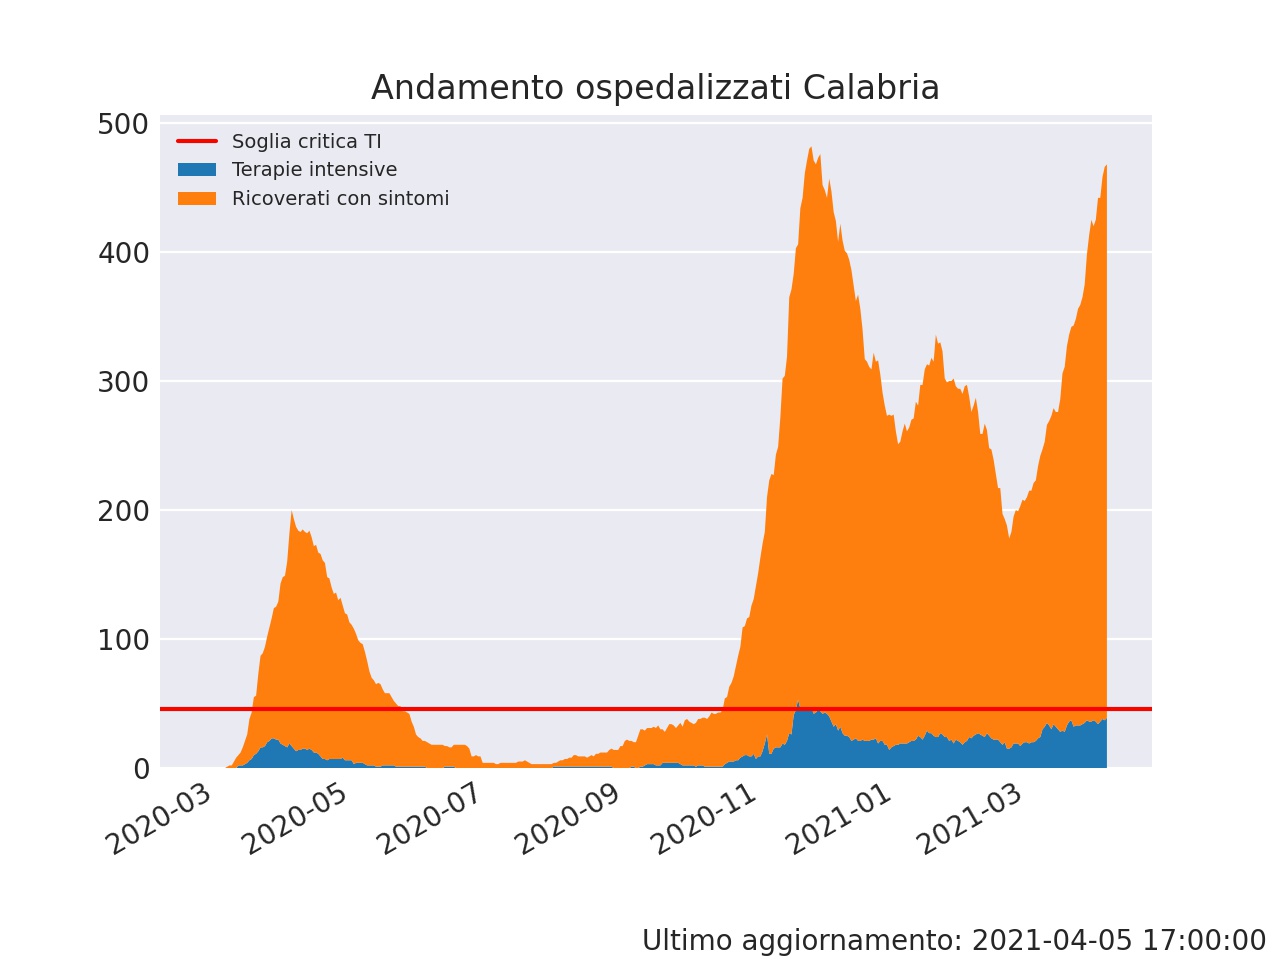 Andamento ospedalizzati Calabria
500
400
300
200
100
0
Soglia critica TI
Terapie intensive
Ricoverati con sintomi
2020-03
2020-05
2020-07
2020-09
2020-11
2021-01
2021-03
Ultimo aggiornamento: 2021-04-05 17:00:00